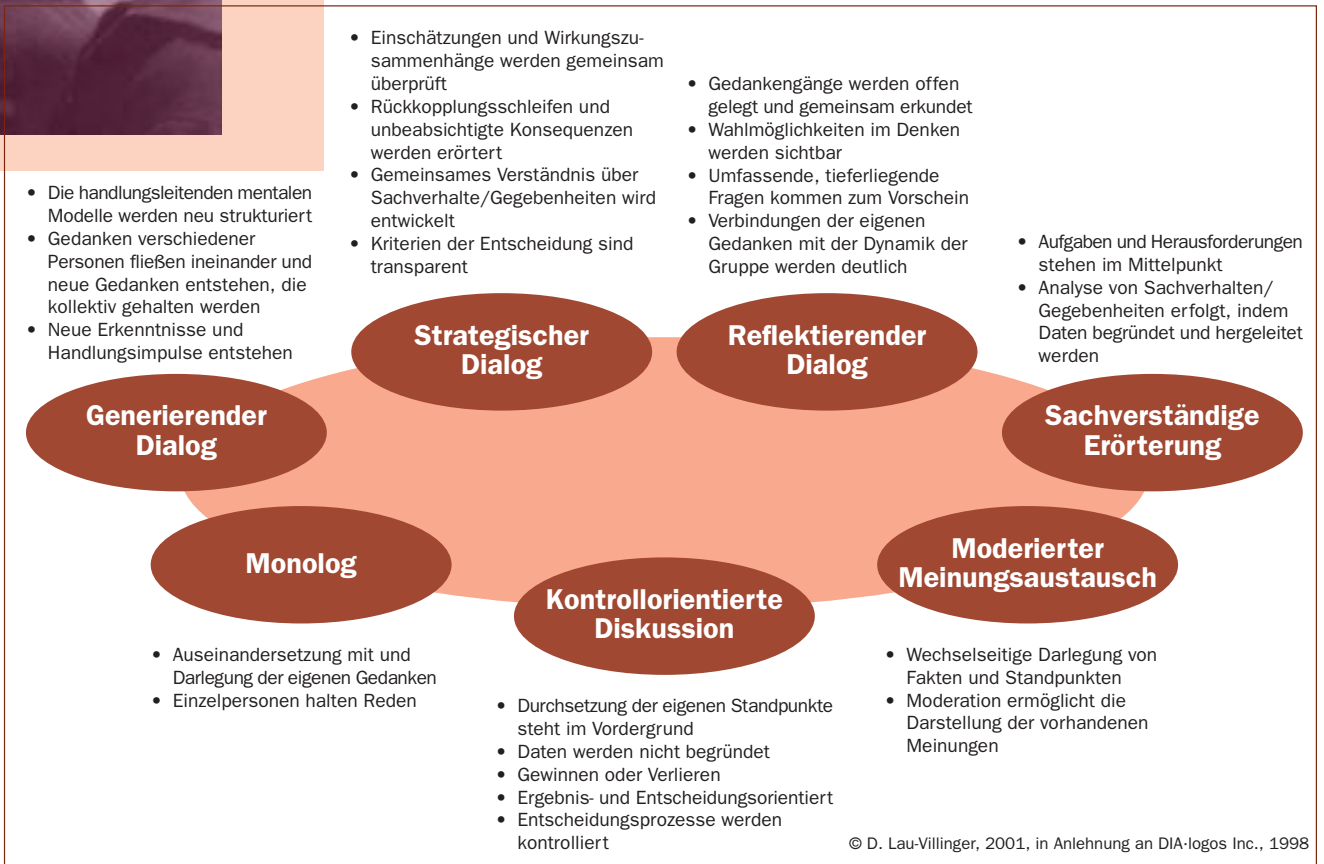 • Die handlungsleitenden mentalen
Modelle werden neu strukturiert
• Gedanken verschiedener
Personen fließen ineinander und
neue Gedanken entstehen, die
kollektiv gehalten werden
• Neue Erkenntnisse und
Handlungsimpulse entstehen
Generierender
Dialog
• Einschätzungen und Wirkungszu-
sammenhänge werden gemeinsam
überprüft
• Rückkopplungsschleifen und
unbeabsichtigte Konsequenzen
werden erörtert
• Gemeinsames Verständnis über
Sachverhalte/Gegebenheiten wird
entwickelt
• Kriterien der Entscheidung sind
transparent
Strategischer
Dialog
• Gedankengänge werden offen
gelegt und gemeinsam erkundet
• Wahlmöglichkeiten im Denken
werden sichtbar
• Umfassende, tieferliegende
Fragen kommen zum Vorschein
• Verbindungen der eigenen
Gedanken mit der Dynamik der
Gruppe werden deutlich
Reflektierender
Dialog
• Aufgaben und Herausforderungen
stehen im Mittelpunkt
• Analyse von Sachverhalten/
Gegebenheiten erfolgt, indem
Daten begründet und hergeleitet
werden
Sachverständige
Erörterung
Monolog
• Auseinandersetzung mit und
Darlegung der eigenen Gedanken
• Einzelpersonen halten Reden
Kontrollorientierte
Diskussion
• Durchsetzung der eigenen Standpunkte
steht im Vordergrund
• Daten werden nicht begründet
• Gewinnen oder Verlieren
• Ergebnis- und Entscheidungsorientiert
• Entscheidungsprozesse werden
kontrolliert
Moderierter
Meinungsaustausch
• Wechselseitige Darlegung von
Fakten und Standpunkten
• Moderation ermöglicht die
Darstellung der vorhandenen
Meinungen
© D. Lau-Villinger, 2001, in Anlehnung an DIA·logos Inc., 1998